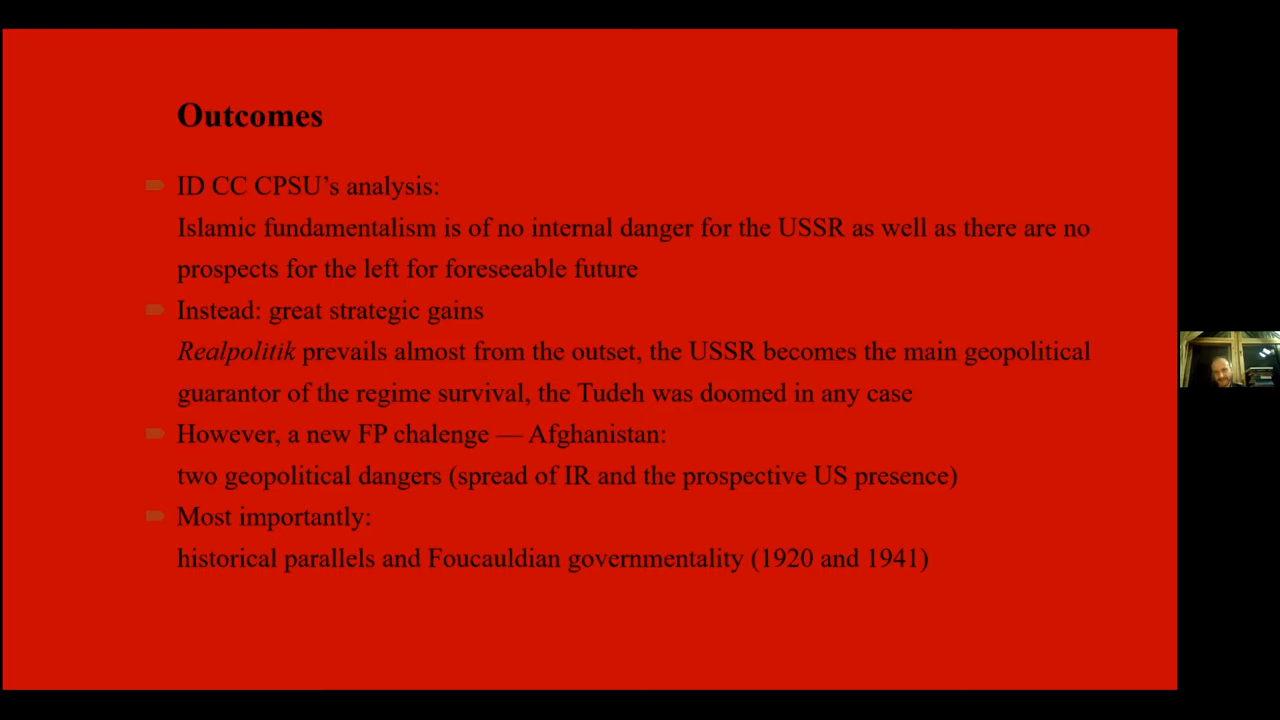 Outcomes
ID CC CPSU’s analysis:
Islamic fundamentalism is of no internal danger for the USSR as well as there are no
prospects for the left for foreseeable future
Instead: great strategic gains
Realpolitik prevails almost from the outset, the USSR becomes the main geopolitical
guarantor of the regime survival, the Tudeh was doomed in any case
However, a new FP chalenge — Afghanistan:
two geopolitical dangers (spread of IR and the prospective US presence)
Most importantly:
historical parallels and Foucauldian governmentality (1920 and 1941)